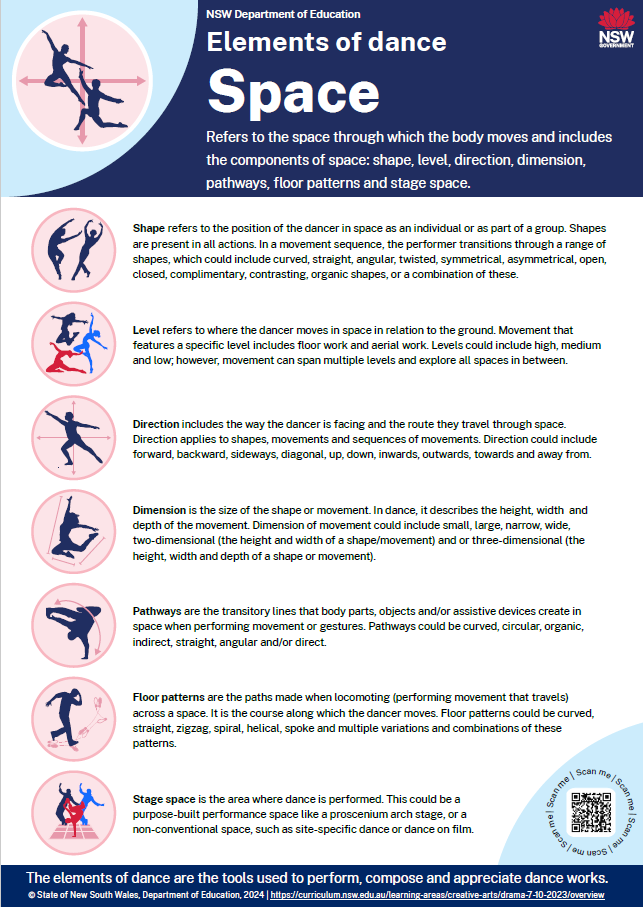 NSW Department of Education
Elements of dance
Space
Refers to the space through which the body moves and includes
the components of space: shape, level, direction, dimension,
pathways, floor patterns and stage space.
NSW
GOVERNMENT
Shape refers to the position of the dancer in space as an individual or as part of a group. Shapes
are present in all actions. In a movement sequence, the performer transitions through a range of
shapes, which could include curved, straight, angular, twisted, symmetrical, asymmetrical, open,
closed, complimentary, contrasting, organic shapes, or a combination of these.
Level refers to where the dancer moves in space in relation to the ground. Movement that
features a specific level includes floor work and aerial work. Levels could include high, medium
and low; however, movement can span multiple levels and explore all spaces in between.
Direction includes the way the dancer is facing and the route they travel through space.
Direction applies to shapes, movements and sequences of movements. Direction could include
forward, backward, sideways, diagonal, up, down, inwards, outwards, towards and away from.
Dimension is the size of the shape or movement. In dance, it describes the height, width and
depth of the movement. Dimension of movement could include small, large, narrow, wide,
two-dimensional (the height and width of a shape/movement) and or three-dimensional (the
height, width and depth of a shape or movement).
Pathways are the transitory lines that body parts, objects and/or assistive devices create in
space when performing movement or gestures. Pathways could be curved, circular, organic,
indirect, straight, angular and/or direct.
Floor patterns are the paths made when locomoting (performing movement that travels)
across a space. It is the course along which the dancer moves. Floor patterns could be curved,
straight, zigzag, spiral, helical, spoke and multiple variations and combinations of these
patterns.
Stage space is the area where dance is performed. This could be a
purpose-built performance space like a proscenium arch stage, or a
non-conventional space, such as site-specific dance or dance on film.
Scan me | Scan me | Scan me | Scan me | Scan me | Scan me |
The elements of dance are the tools used to perform, compose and appreciate dance works.
© State of New South Wales, Department of Education, 2024 | https://curriculum.nsw.edu.au/learning-areas/creative-arts/drama-7-10-2023/overview